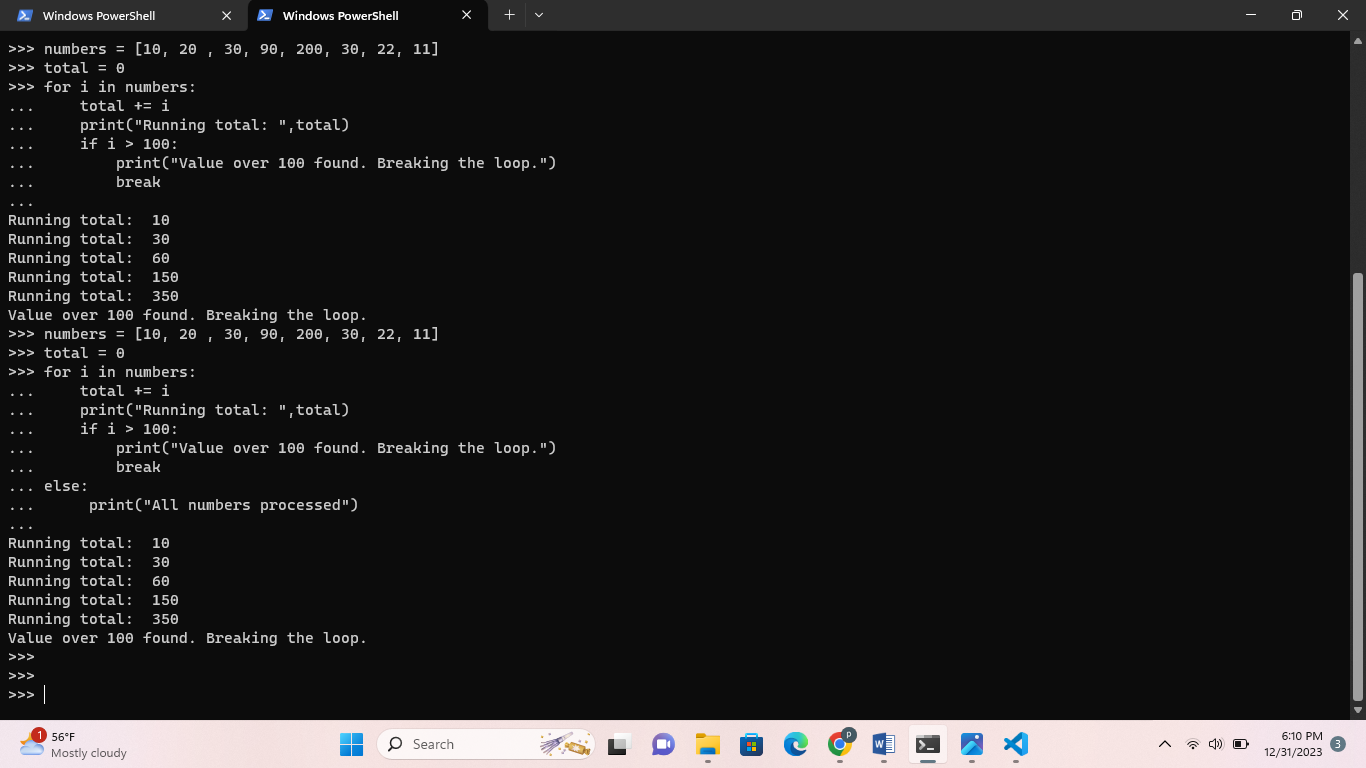 Windows PowerShell
Windows PowerShell
>>> numbers = [10, 20 , 30, 90, 200, 30, 22, 11]
>>> total = 0
>>> for i in numbers:
...     total += i
...     print("Running total: ",total)
...     if i > 100:
...         print("Value over 100 found. Breaking the loop.")
...         break
...
Running total:  10
Running total:  30
Running total:  60
Running total:  150
Running total:  350
Value over 100 found. Breaking the loop.
>>> numbers = [10, 20 , 30, 90, 200, 30, 22, 11]
>>> total = 0
>>> for i in numbers:
...     total += i
...     print("Running total: ",total)
...     if i > 100:
...         print("Value over 100 found. Breaking the loop.")
...         break
... else:
...      print("All numbers processed")
...
Running total:  10
Running total:  30
Running total:  60
Running total:  150
Running total:  350
Value over 100 found. Breaking the loop.
>>>
>>>
>>>
1
56°F
Mostly cloudy
Search
P
6:10 PM
12/31/2023
3